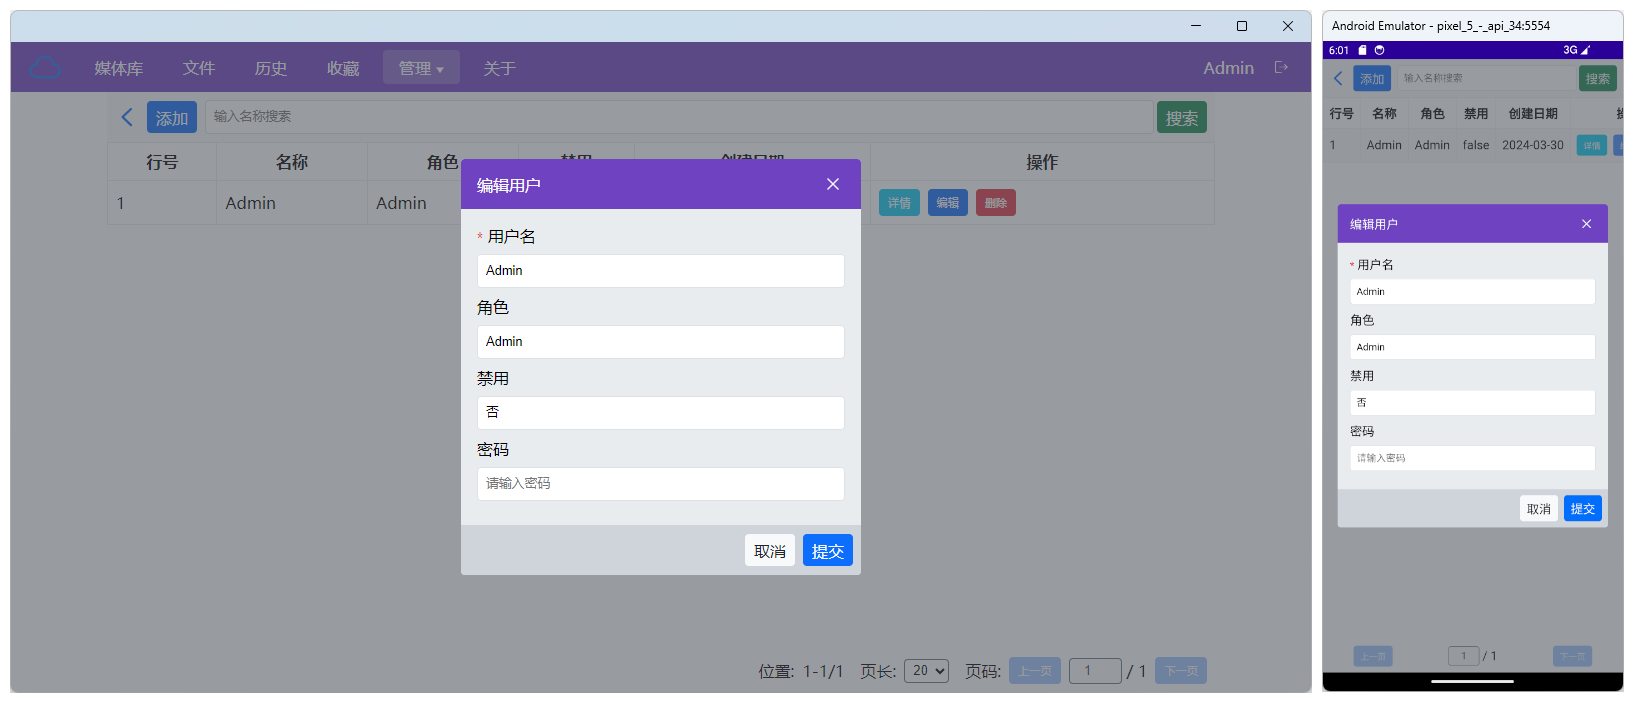 媒体库 文件 历史 收藏 管理 ▾ 关于 Admin
添加 输入名称搜索 搜索
行号 名称 角色 操作
1 Admin Admin 详情 编辑 删除
编辑用户
* 用户名
Admin
角色
Admin
禁用
否
密码
请输入密码
取消 提交
位置: 1-1/1 页长: 20 页码: 上一页 1 / 1 下一页
Android Emulator - pixel_5_-_api_34:5554
6:01 3G
添加 输入名称搜索 搜索
行号 名称 角色 禁用 创建日期
1 Admin Admin false 2024-03-30 详情
编辑用户
* 用户名
Admin
角色
Admin
禁用
否
密码
请输入密码
取消 提交
上一页 1 / 1 下一页